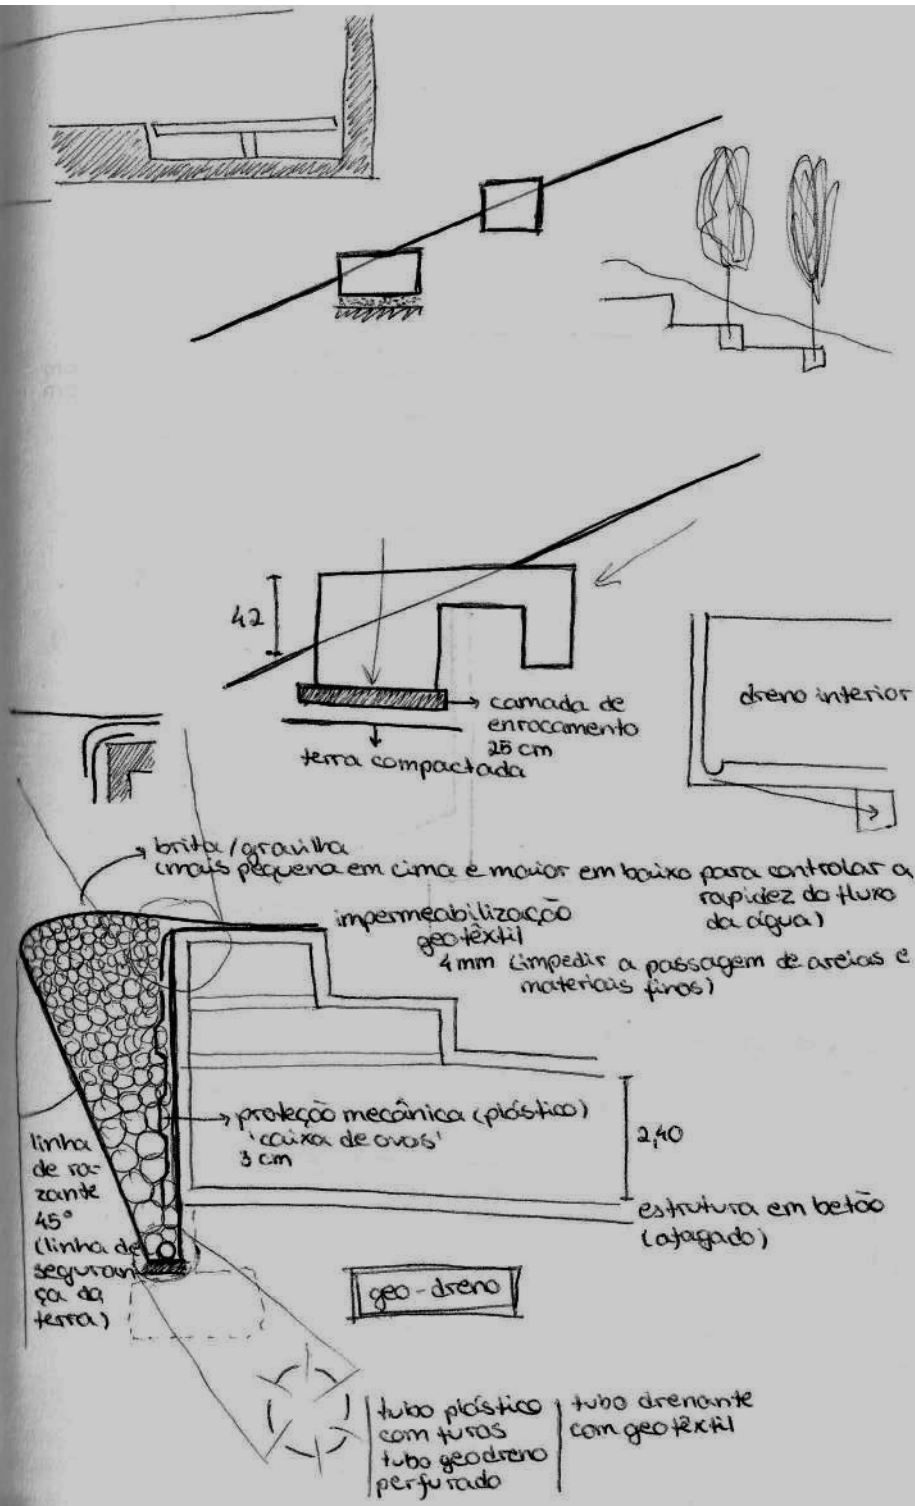 42
camada de
enrocamento
25 cm
terra compactada
dreno interior
brita/gravilha
(mais pequena em cima e maior em baixo para controlar a
rapidez do fluxo
da água)
impermeabilização
geotêxtil
4mm (impedir a passagem de areias e
materiais finos)
proteção mecânica (plástico)
'caixa de ovos'
3 cm
2,40
linha
de ra-
zante
45°
(linha de
seguran
ça da
terra)
estrutura em betão
(afagado)
geo-dreno
tubo plástico
com furos
tubo geodreno
perfurado
tubo drenante
com geotêxtil